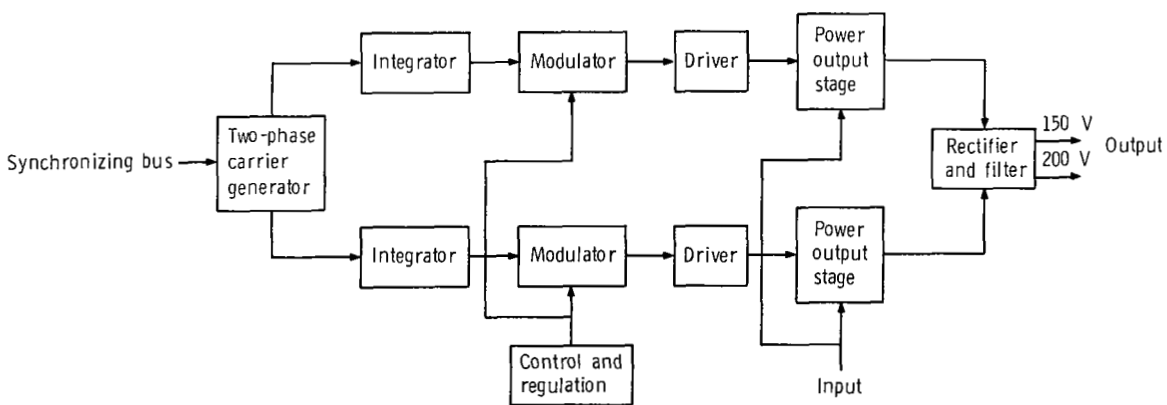 Integrator
Modulator
Driver
Power
output
stage
Synchronizing bus
Two-phase
carrier
generator
Rectifier
and filter
150 V
200 V
Output
Integrator
Modulator
Driver
Power
output
stage
Control and
regulation
Input